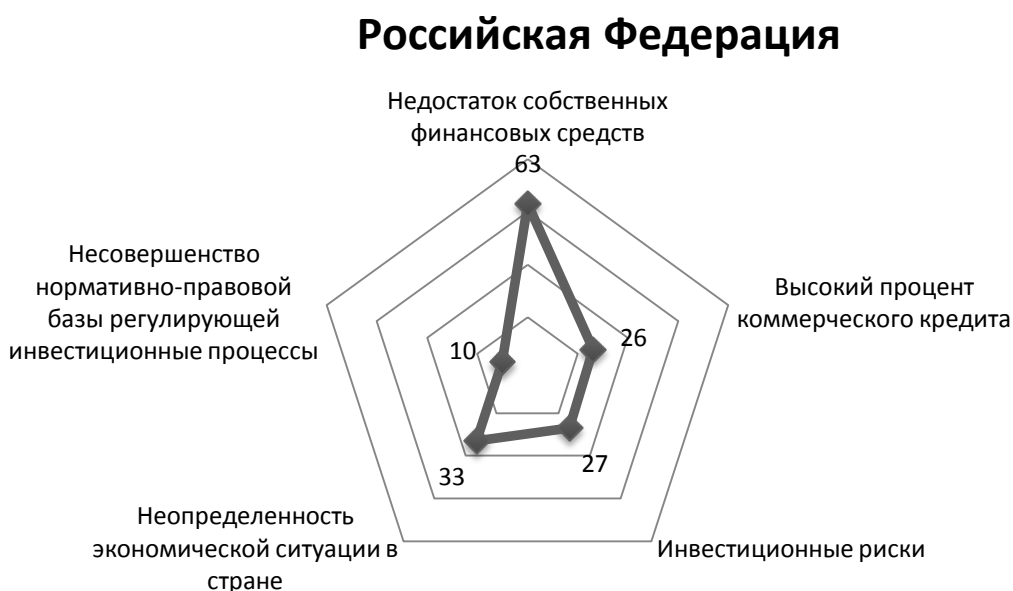 Российская Федерация
Недостаток собственных
финансовых средств
63
Несовершенство
нормативно-правовой
базы регулирующей
инвестиционные процессы
Высокий процент
коммерческого кредита
26
10
27
33
Неопределенность
экономической ситуации в
стране
Инвестиционные риски